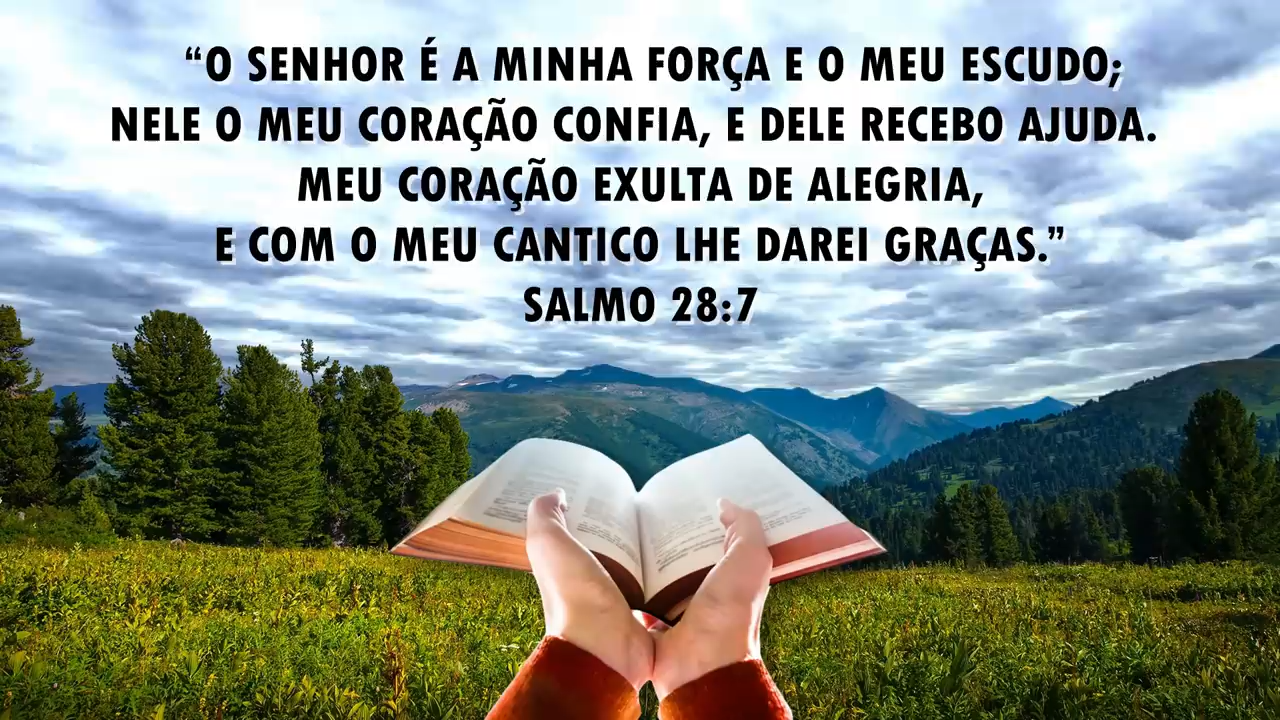 “O SENHOR É A MINHA FORÇA E O MEU ESCUDO;
NELE O MEU CORAÇÃO CONFIA, E DELE RECEBO AJUDA.
MEU CORAÇÃO EXULTA DE ALEGRIA,
E COM O MEU CANTICO LHE DAREI GRAÇAS.”
SALMO 28:7